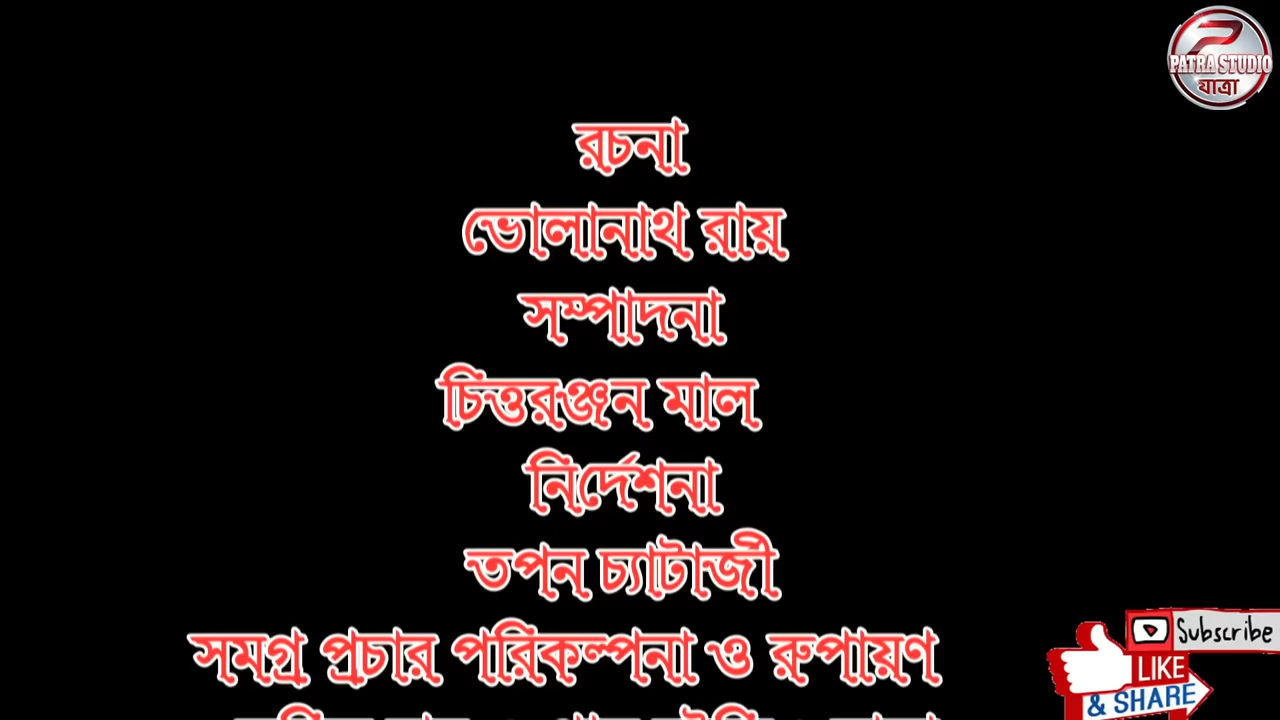 PATRA STUDIO
যাত্রা
রচনা
ভোলানাথ রায়
সম্পাদনা
চিত্তরঞ্জন মাল
নির্দেশনা
তপন চ্যাটার্জী
সমগ্র প্রচার পরিকল্পনা ও রুপায়ণ
Subscribe
LIKE
& SHARE